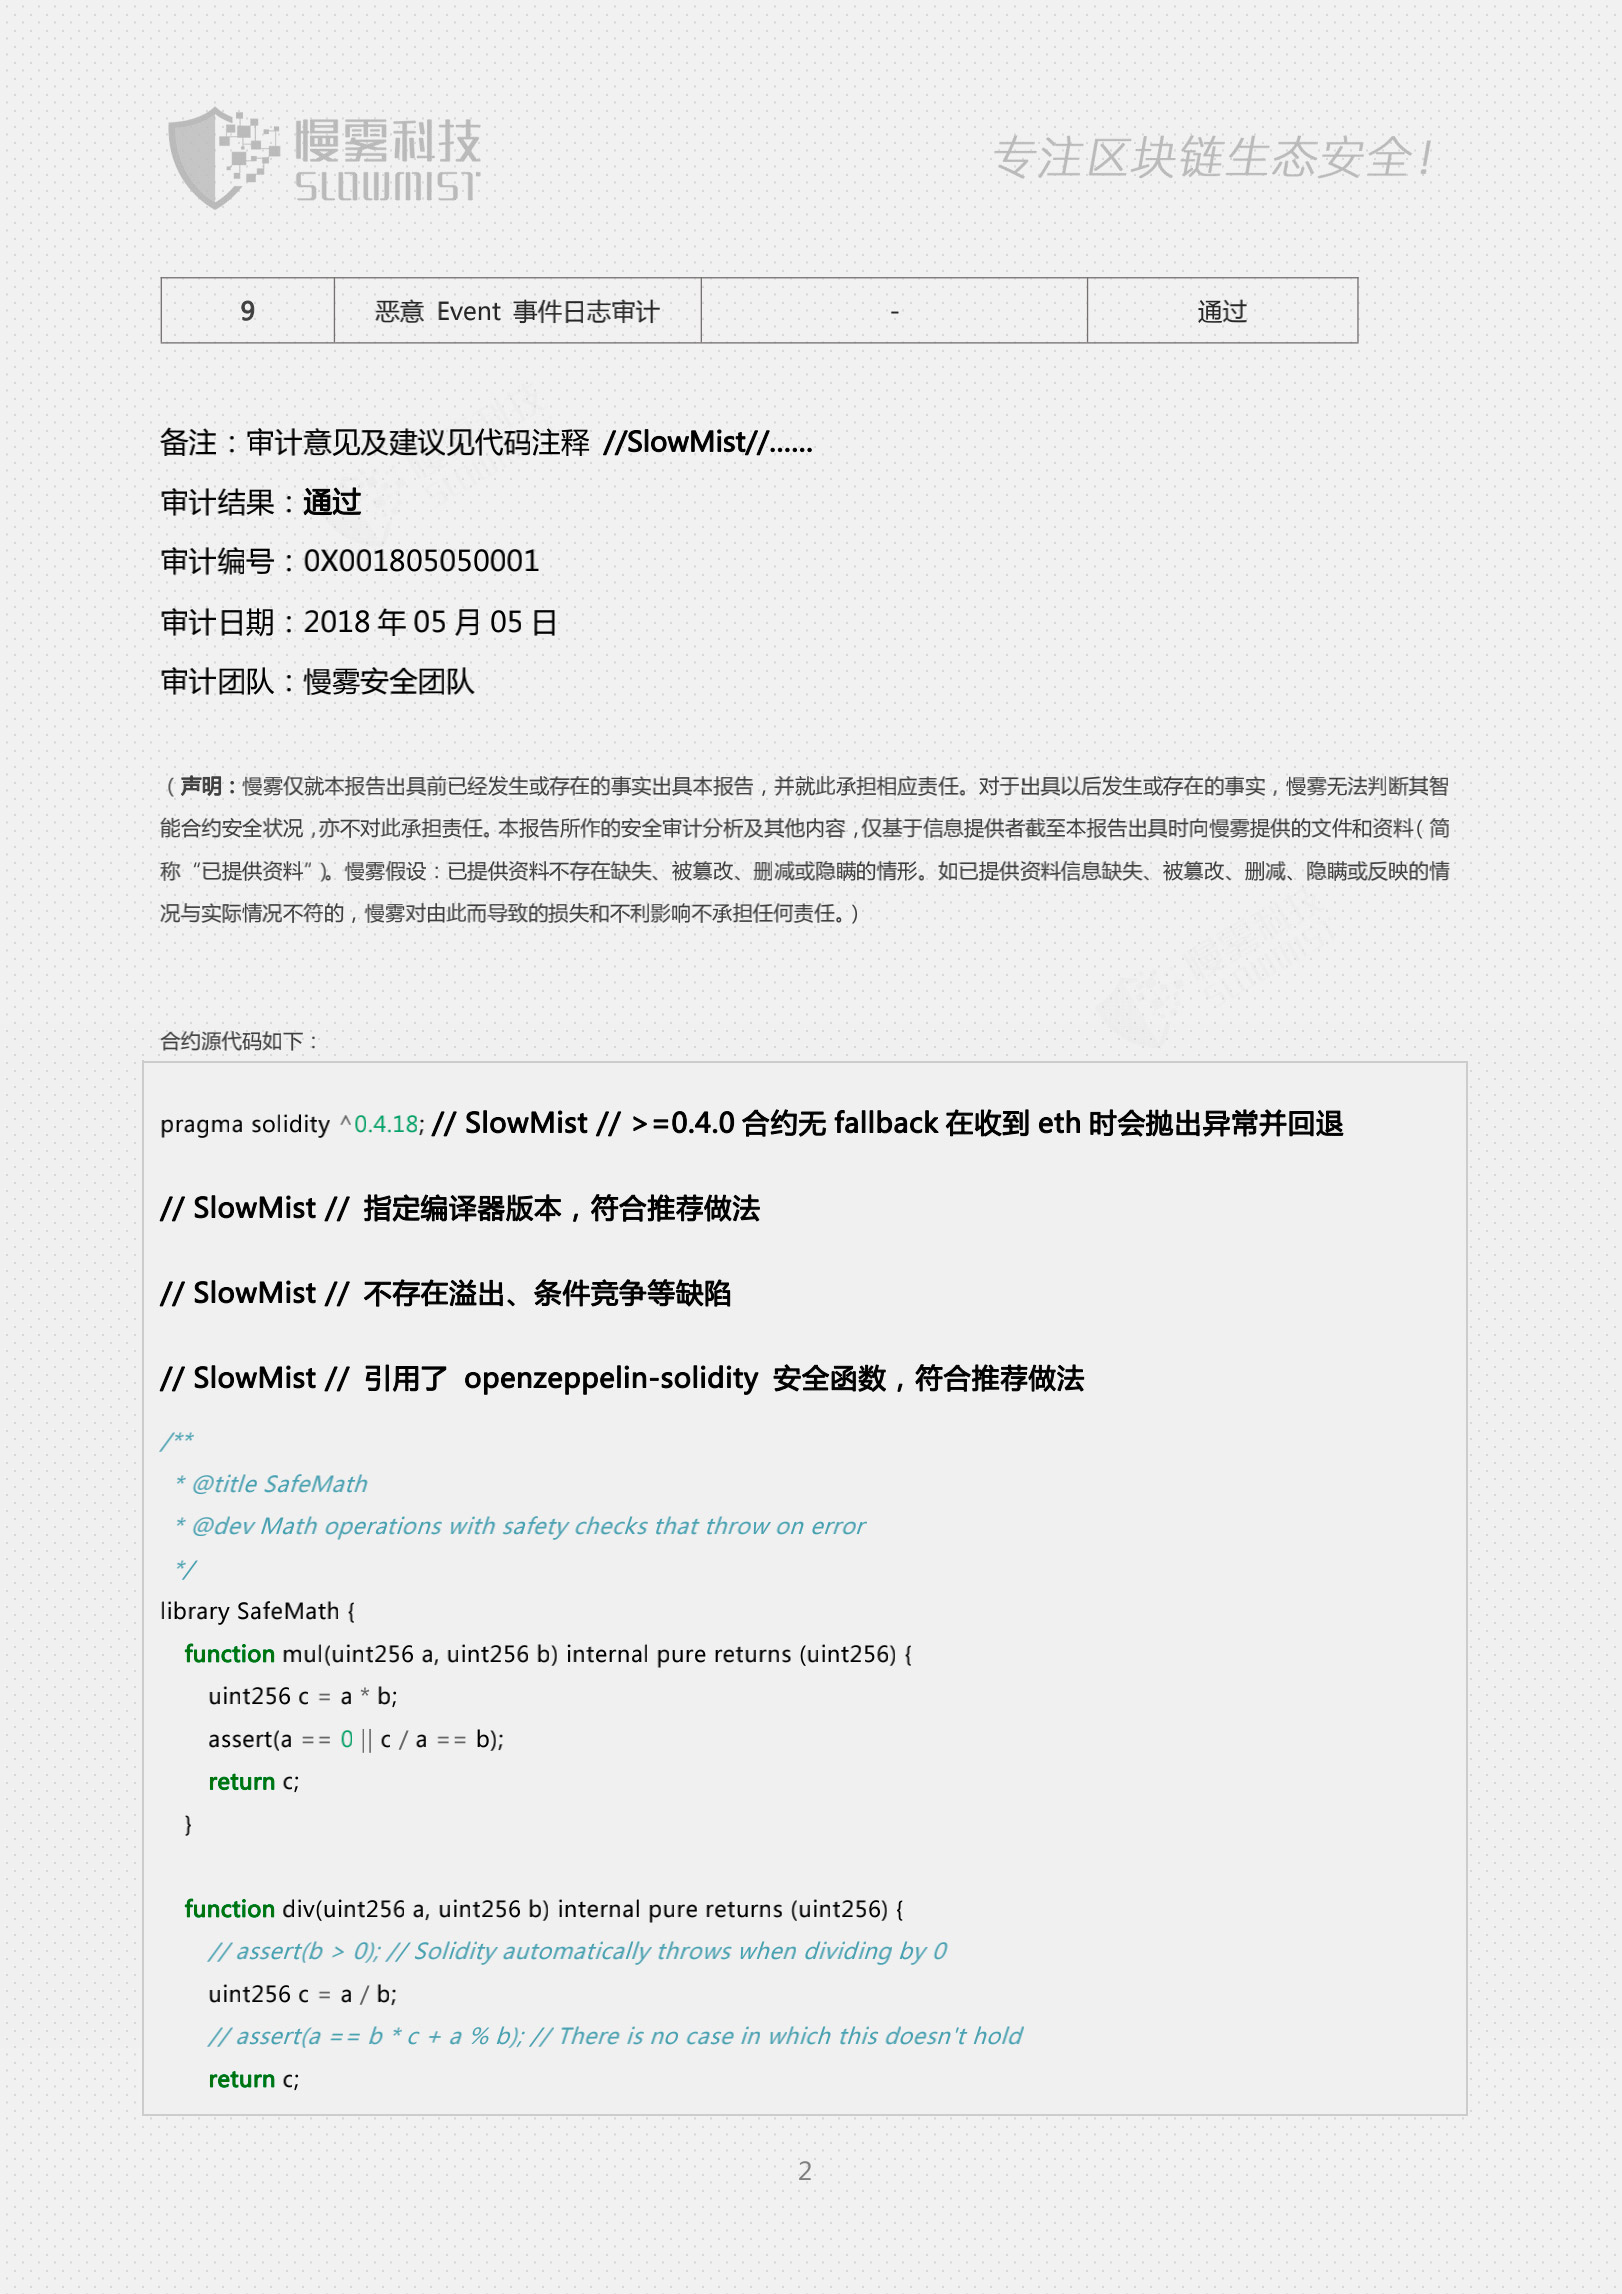 慢雾科技
SLOWMIST
专注区块链生态安全!
9 恶意 Event 事件日志审计 - 通过
备注：审计意见及建议见代码注释 //SlowMist//......
审计结果：通过
审计编号：0X001805050001
审计日期：2018 年 05 月 05 日
审计团队：慢雾安全团队
（声明：慢雾仅就本报告出具前已经发生或存在的事实出具本报告，并就此承担相应责任。对于出具以后发生或存在的事实，慢雾无法判断其智
能合约安全状况，亦不对此承担责任。本报告所作的安全审计分析及其他内容，仅基于信息提供者截至本报告出具时向慢雾提供的文件和资料（简
称“已提供资料”）。慢雾假设：已提供资料不存在缺失、被篡改、删减或隐瞒的情形。如已提供资料信息缺失、被篡改、删减、隐瞒或反映的情
况与实际情况不符的，慢雾对由此而导致的损失和不利影响不承担任何责任。）
合约源代码如下：
pragma solidity ^0.4.18; // SlowMist // >=0.4.0 合约无 fallback 在收到 eth 时会抛出异常并回退
// SlowMist // 指定编译器版本，符合推荐做法
// SlowMist // 不存在溢出、条件竞争等缺陷
// SlowMist // 引用了 openzeppelin-solidity 安全函数，符合推荐做法
/**
 * @title SafeMath
 * @dev Math operations with safety checks that throw on error
 */
library SafeMath {
  function mul(uint256 a, uint256 b) internal pure returns (uint256) {
    uint256 c = a * b;
    assert(a == 0 || c / a == b);
    return c;
  }
  function div(uint256 a, uint256 b) internal pure returns (uint256) {
    // assert(b > 0); // Solidity automatically throws when dividing by 0
    uint256 c = a / b;
    // assert(a == b * c + a % b); // There is no case in which this doesn't hold
    return c;
2